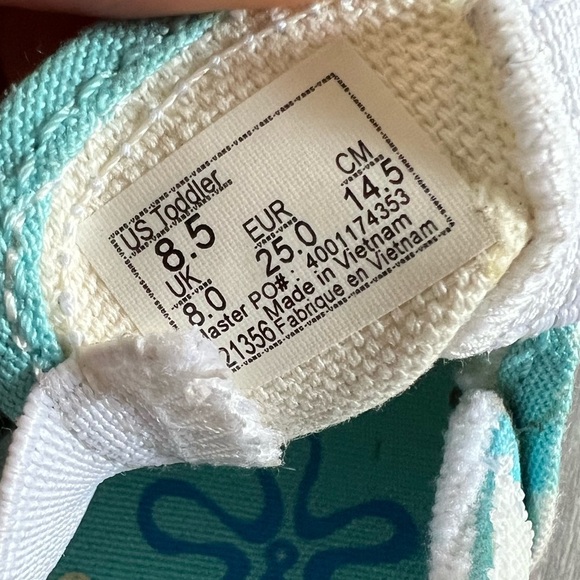 US Toddler EUR CM
8.5 25.0 14.5
UK
8.0
Master PO#: 4001174353
Made in Vietnam
21356 Fabrique en Vietnam